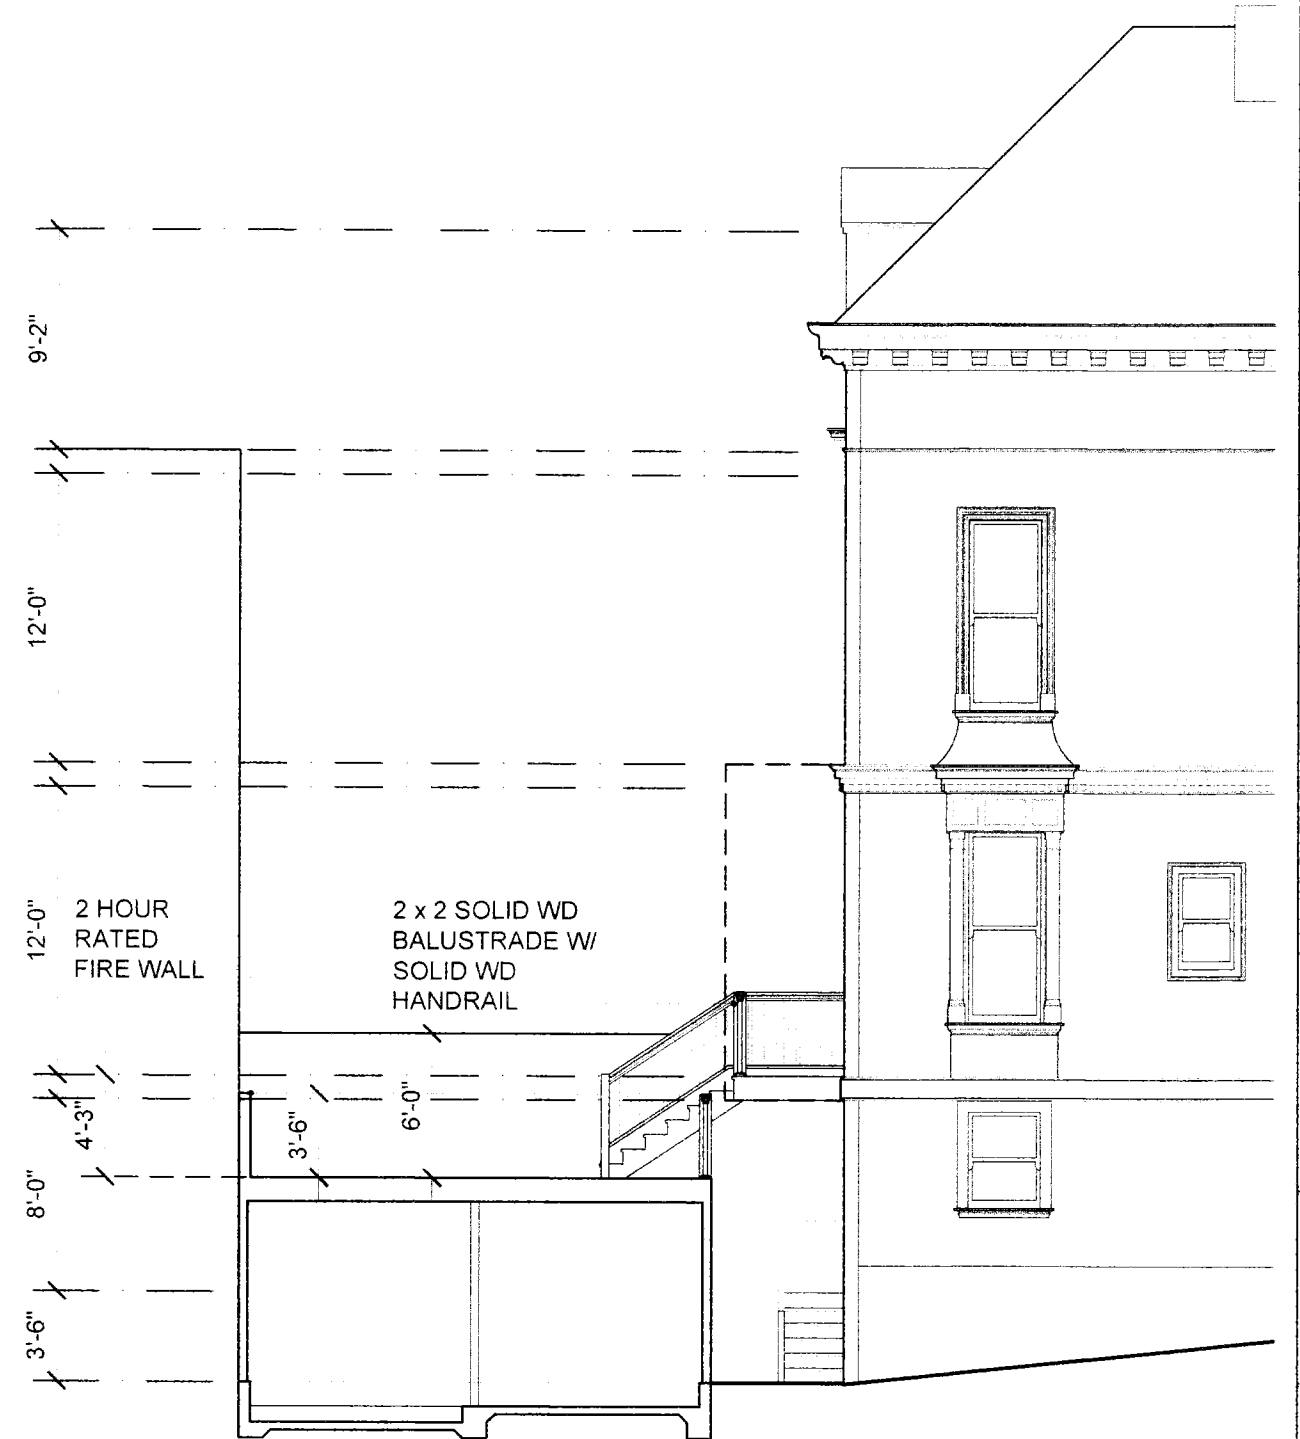 9'-2"
12'-0"
12'-0"
2 HOUR
RATED
FIRE WALL
2 x 2 SOLID WD
BALUSTRADE W/
SOLID WD
HANDRAIL
4'-3"
3'-6"
6'-0"
8'-0"
3'-6"